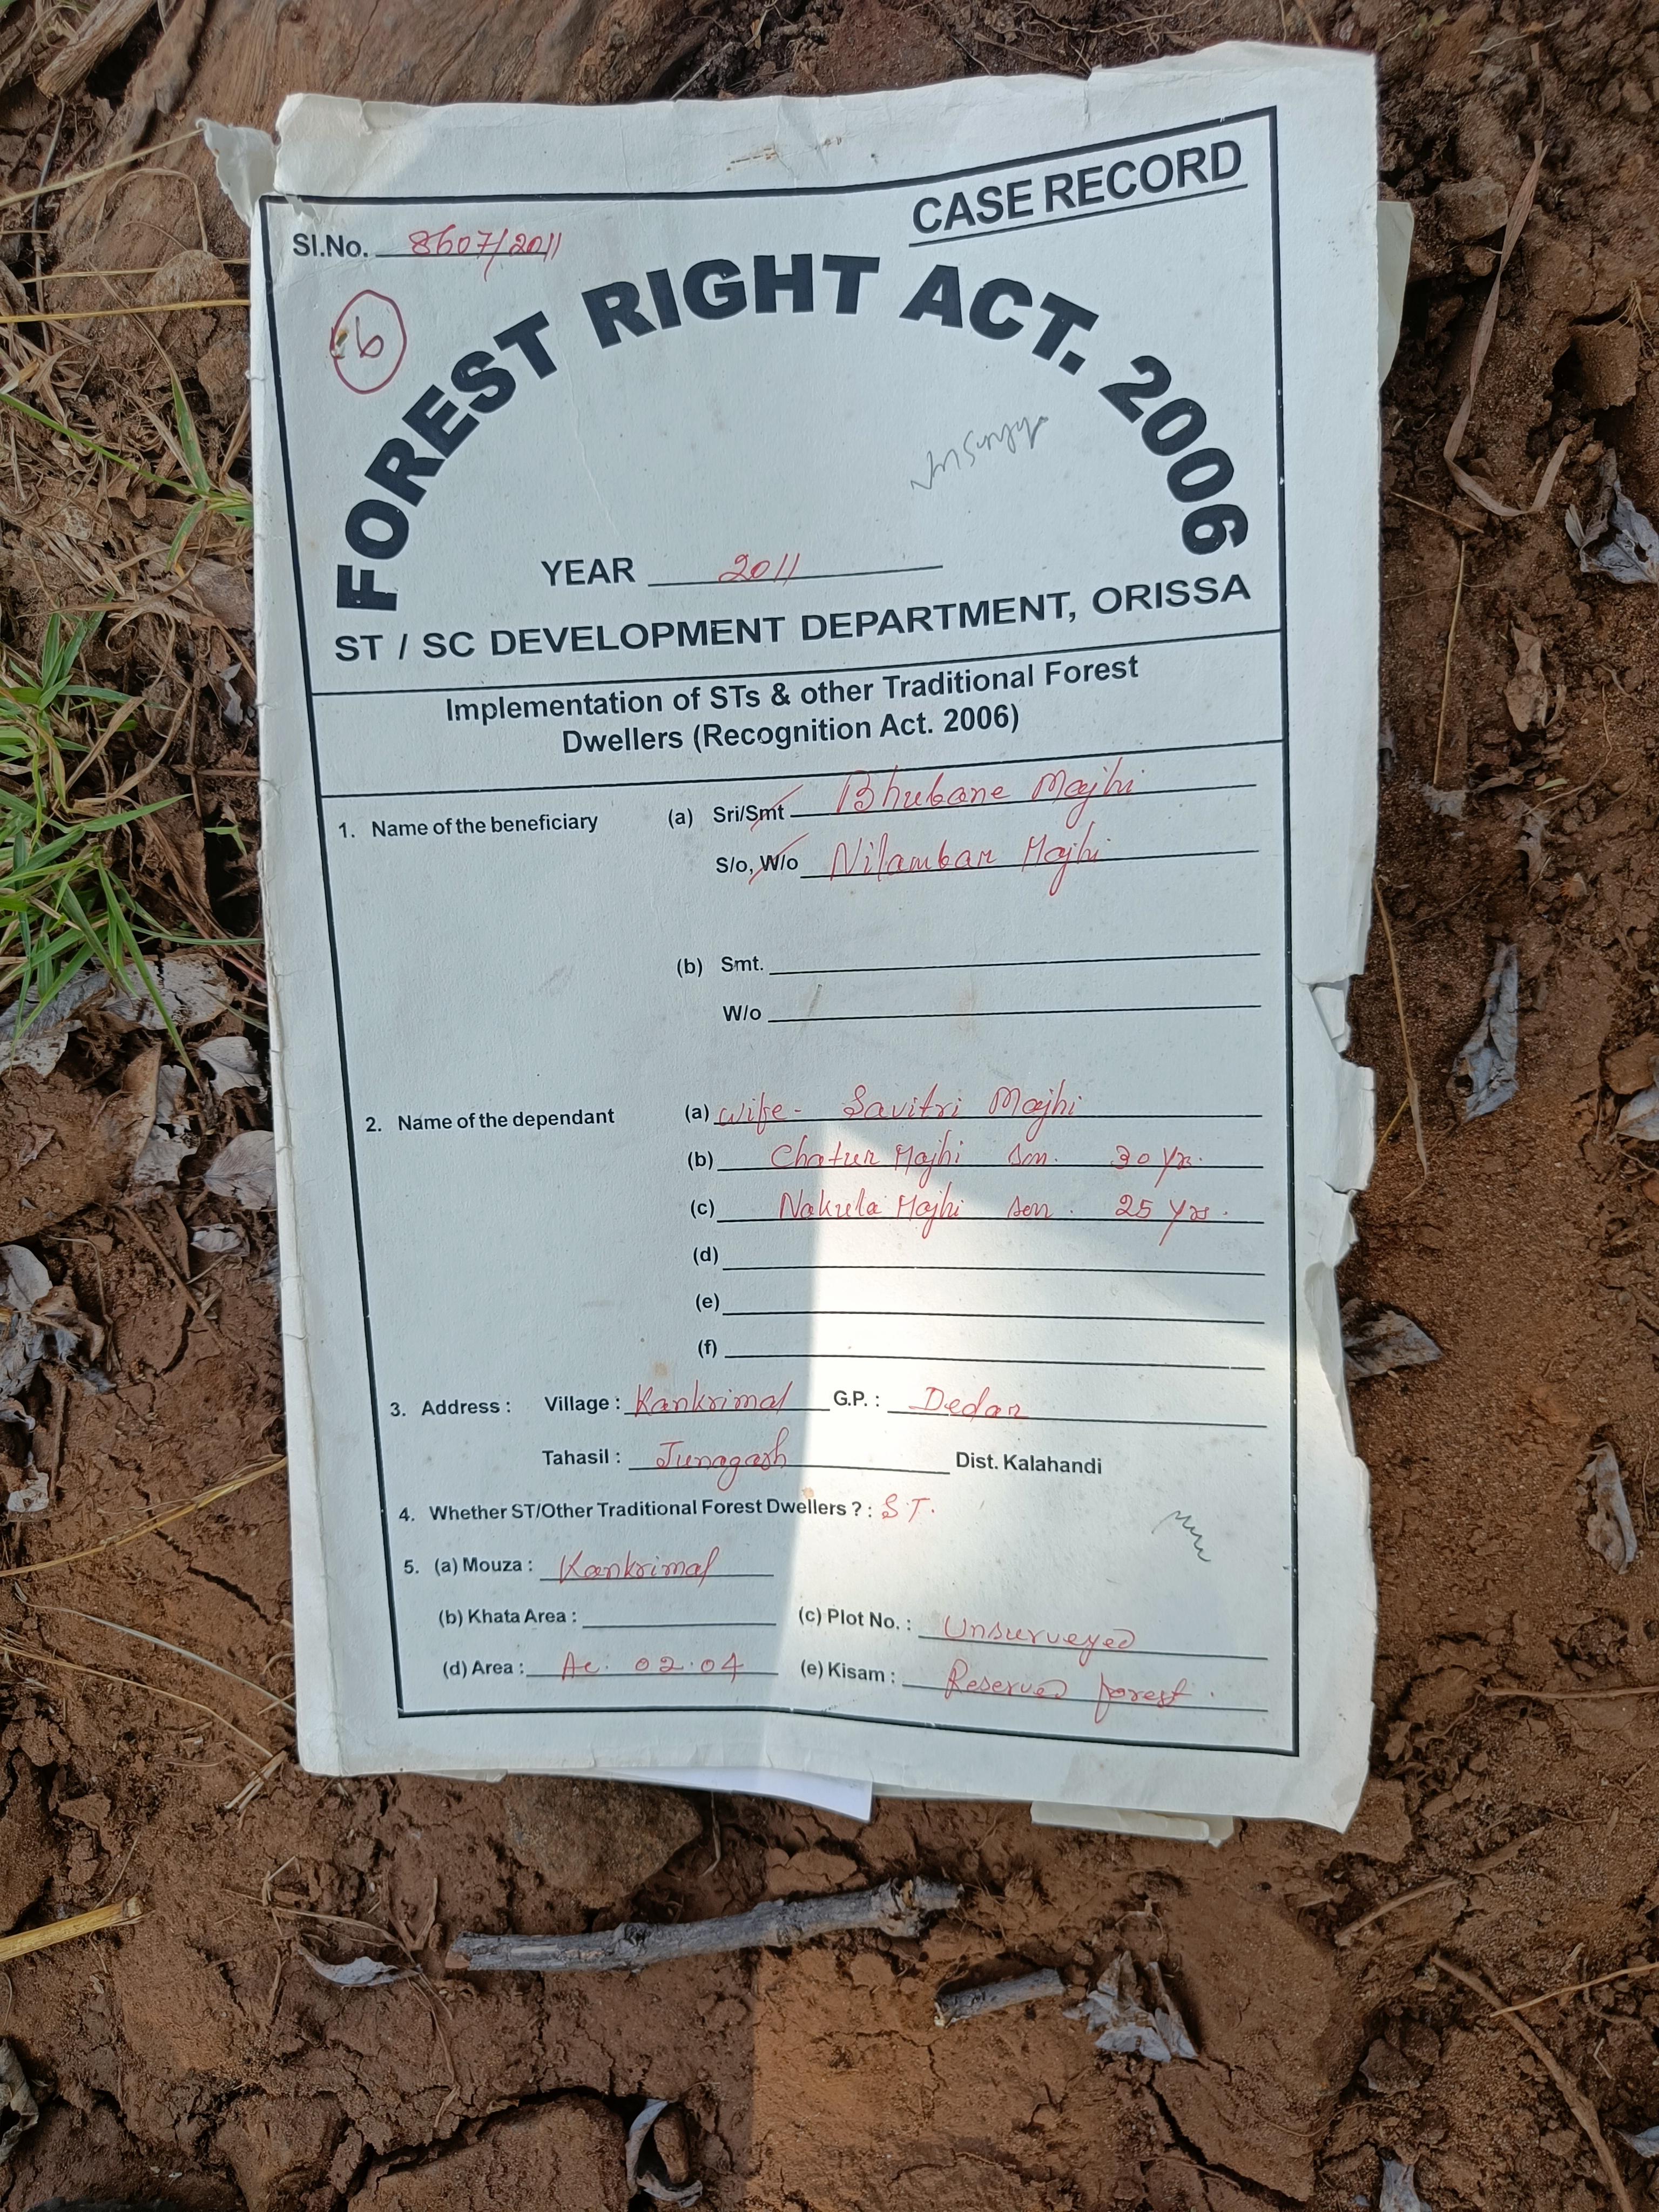 CASE RECORD
Sl.No. 8607/2011
FOREST RIGHT ACT. 2006
YEAR 2011
ST / SC DEVELOPMENT DEPARTMENT, ORISSA
Implementation of STs & other Traditional Forest
Dwellers (Recognition Act. 2006)
1. Name of the beneficiary (a) Sri/Smt Bhubane Majhi
S/o, W/o Nilambar Majhi
(b) Smt.
W/o
2. Name of the dependant (a) wife - Savitri Majhi
(b) Chatur Majhi son. 30 yr.
(c) Nakula Majhi son. 25 yrs.
(d)
(e)
(f)
3. Address : Village : Kankrimal G.P. : Dedar
Tahasil : Junagarh Dist. Kalahandi
4. Whether ST/Other Traditional Forest Dwellers ? : S.T.
5. (a) Mouza : Kankrimal
(b) Khata Area : (c) Plot No. : Unsurveyed
(d) Area : Ac. 02.04 (e) Kisam : Reserved forest.